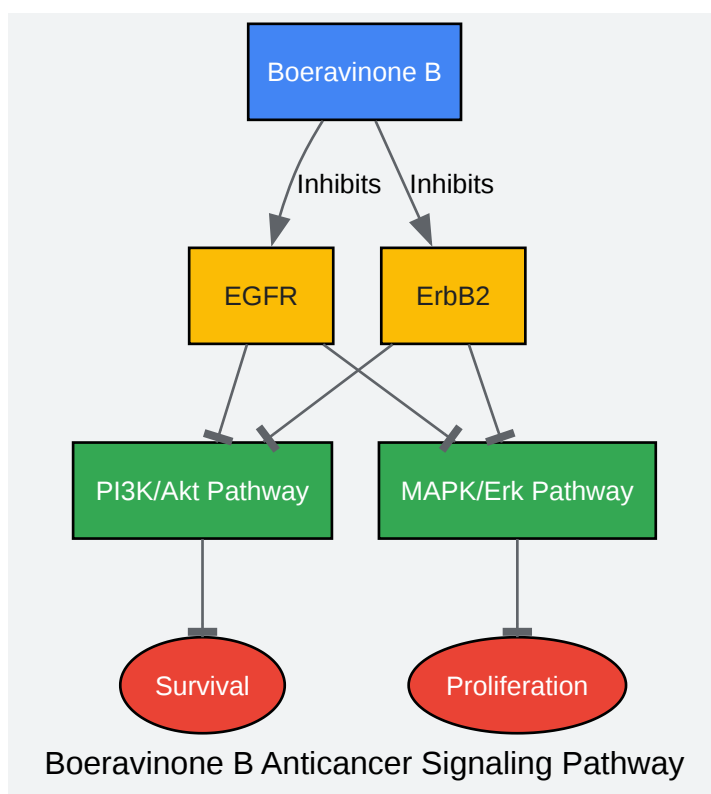 Boeravinone B
Inhibits Inhibits
EGFR ErbB2
PI3K/Akt Pathway MAPK/Erk Pathway
Survival Proliferation
Boeravinone B Anticancer Signaling Pathway